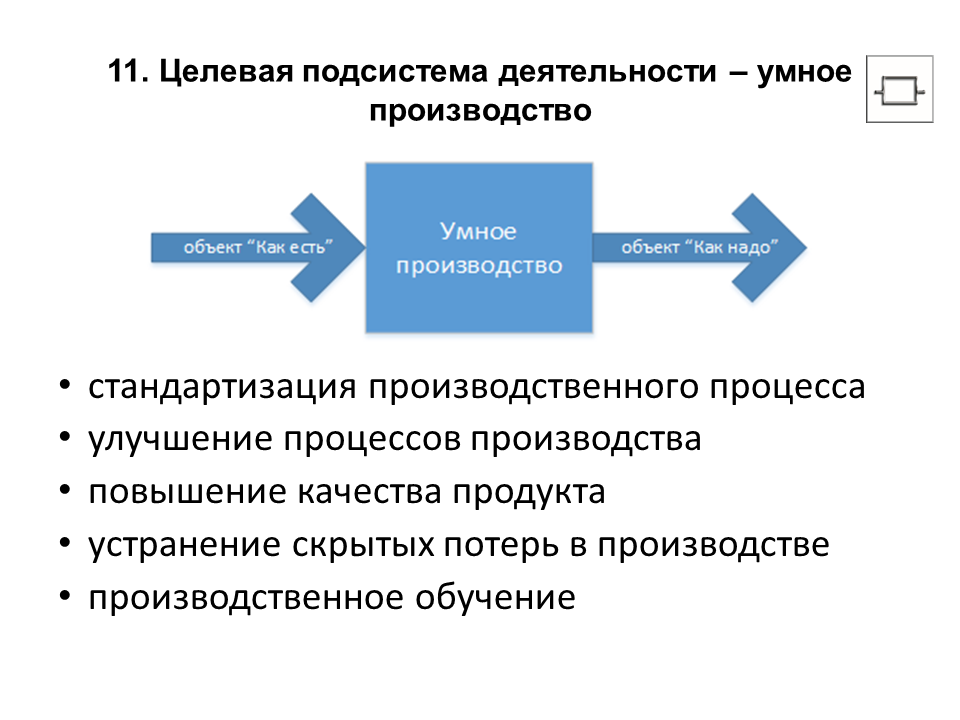 11. Целевая подсистема деятельности – умное
производство
объект “Как есть”
Умное
производство
объект “Как надо”
• стандартизация производственного процесса
• улучшение процессов производства
• повышение качества продукта
• устранение скрытых потерь в производстве
• производственное обучение